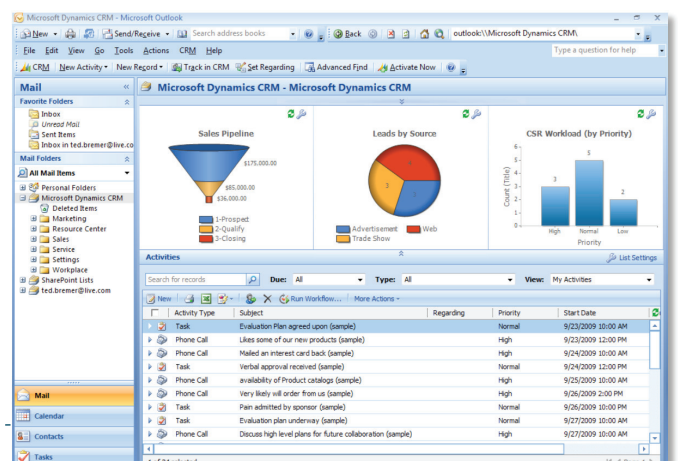 Microsoft Dynamics CRM - Microsoft Outlook
New Send/Receive Search address books Back outlook:\\Microsoft Dynamics CRM\
File Edit View Go Tools Actions CRM Help Type a question for help
CRM New Activity New Record Track in CRM Set Regarding Advanced Find Activate Now
Mail «
Microsoft Dynamics CRM - Microsoft Dynamics CRM
Favorite Folders
Inbox
Unread Mail
Sent Items
Inbox in ted.bremer@live.co
Mail Folders
All Mail Items
Personal Folders
Microsoft Dynamics CRM
Deleted Items
Marketing
Resource Center
Sales
Service
Settings
Workplace
SharePoint Lists
ted.bremer@live.com
Mail
Calendar
Contacts
Tasks
Sales Pipeline
$175,000.00
$85,000.00
$36,000.00
1-Prospect
2-Qualify
3-Closing
Leads by Source
4
3
Advertisement Web
Trade Show
CSR Workload (by Priority)
Count (Title)
6
5
4
3
2
1
0
3
5
2
High Normal Low
Priority
Activities List Settings
Search for records Due: All Type: All View: My Activities
New Run Workflow... More Actions
Activity Type Subject Regarding Priority Start Date
Task Evaluation Plan agreed upon (sample) Normal 9/23/2009 10:00 AM
Phone Call Likes some of our new products (sample) High 9/23/2009 12:00 PM
Phone Call Mailed an interest card back (sample) High 9/24/2009 10:00 AM
Task Verbal approval received (sample) Normal 9/24/2009 12:00 PM
Phone Call availability of Product catalogs (sample) High 9/25/2009 10:00 AM
Phone Call Very likely will order from us (sample) High 9/26/2009 2:00 PM
Task Pain admitted by sponsor (sample) Normal 9/26/2009 10:00 PM
Task Evaluation plan underway (sample) Normal 9/27/2009 10:00 AM
Phone Call Discuss high level plans for future collaboration (sample) High 9/27/2009 10:00 AM